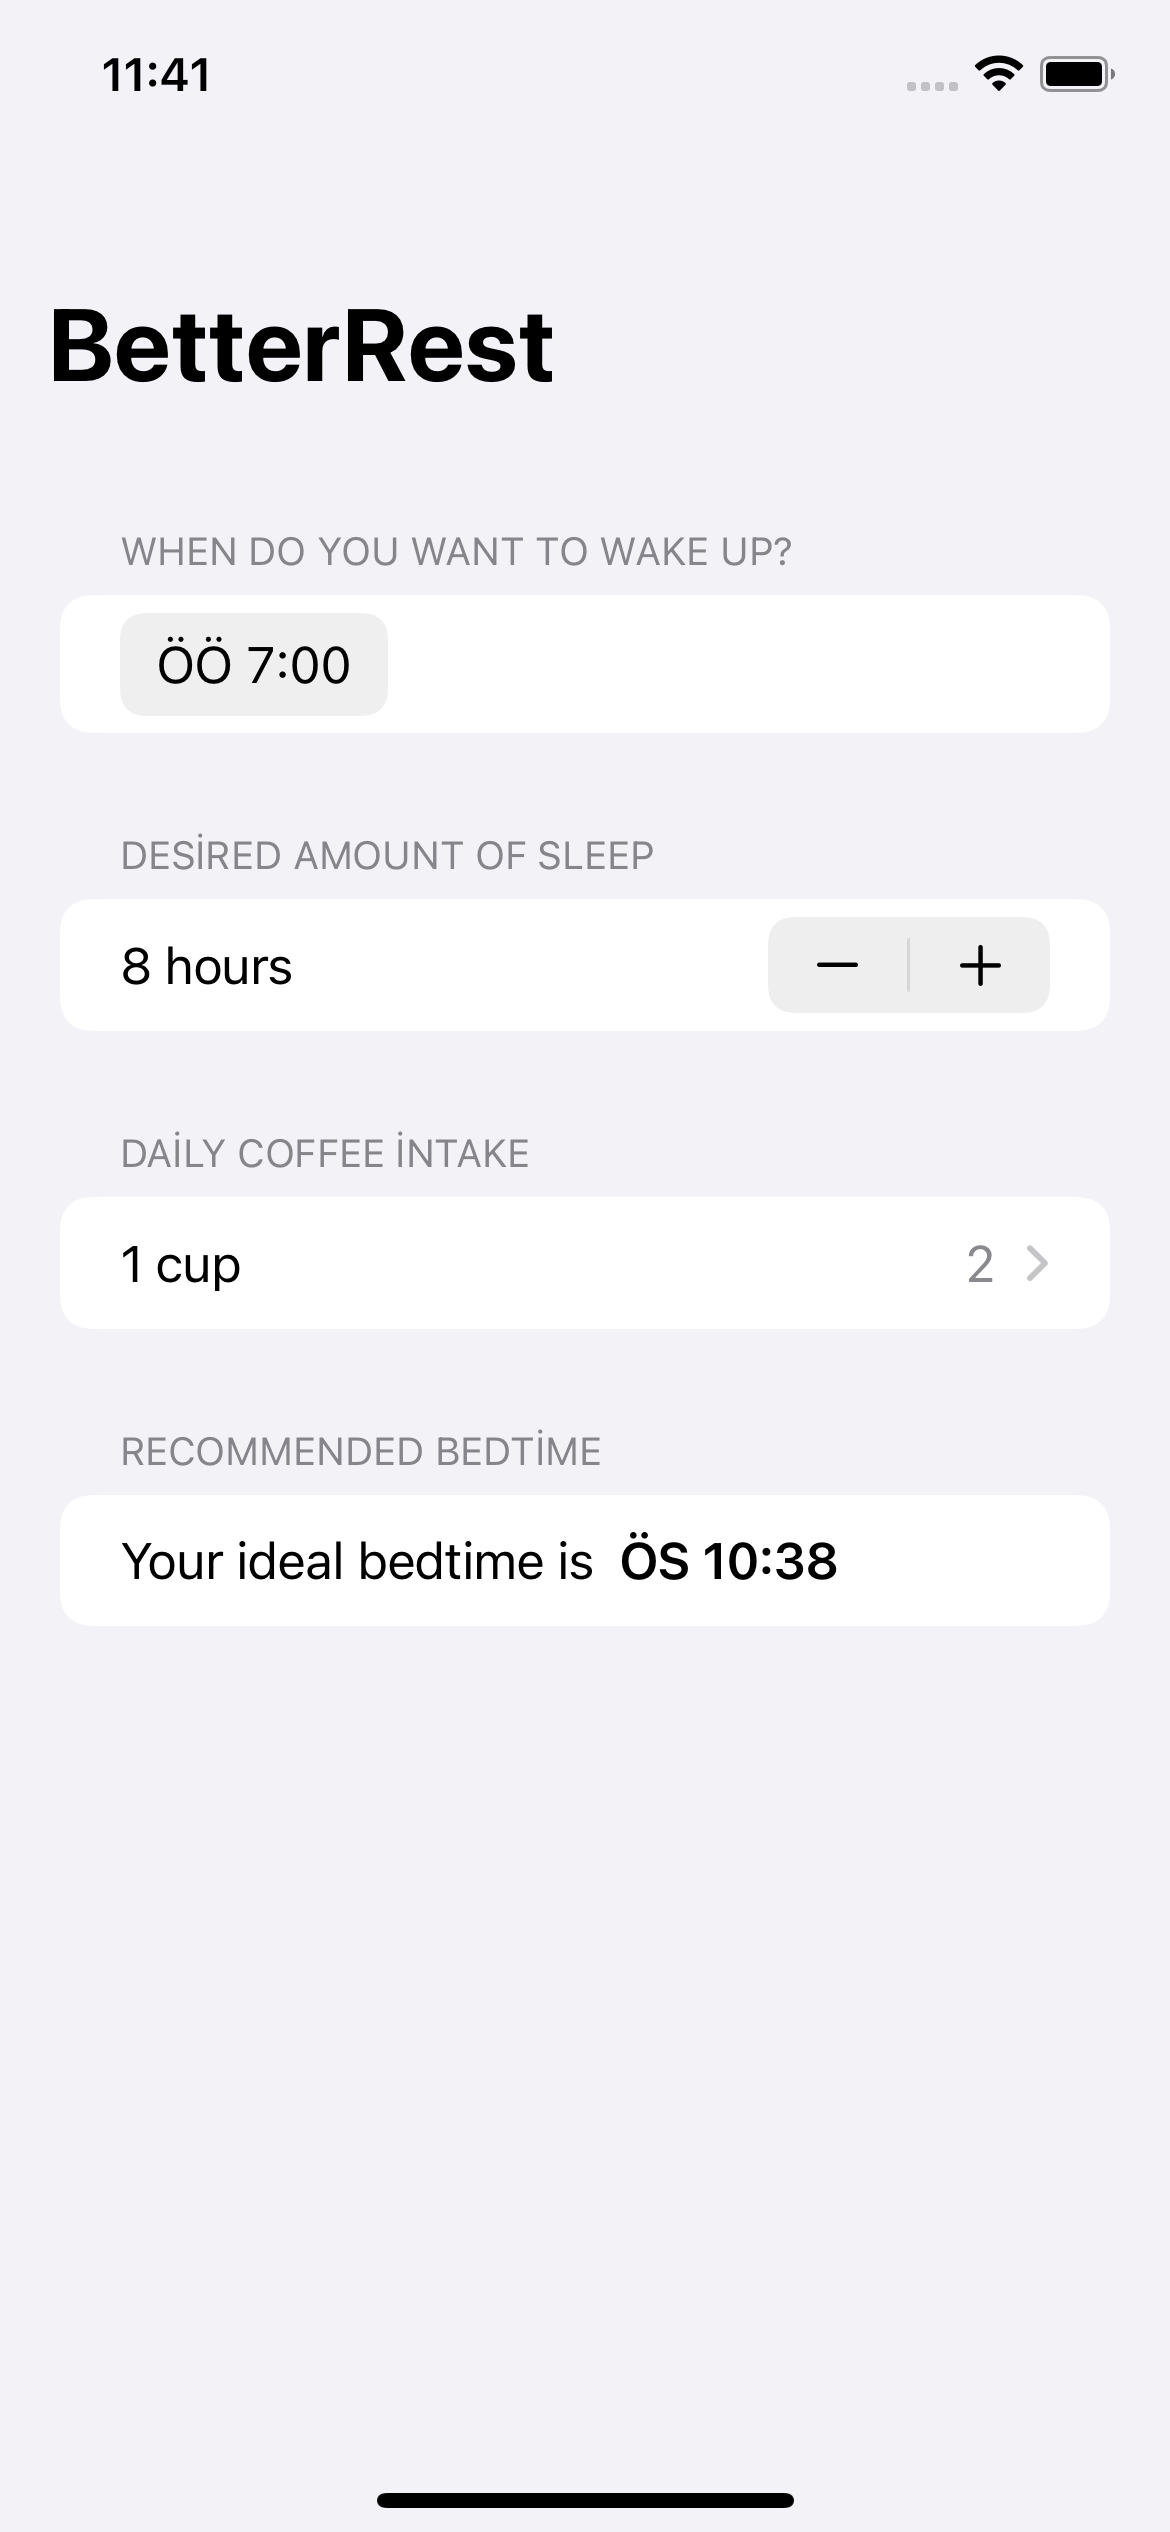 11:41
BetterRest
WHEN DO YOU WANT TO WAKE UP?
ÖÖ 7:00
DESİRED AMOUNT OF SLEEP
8 hours
DAİLY COFFEE İNTAKE
1 cup 2
RECOMMENDED BEDTİME
Your ideal bedtime is ÖS 10:38